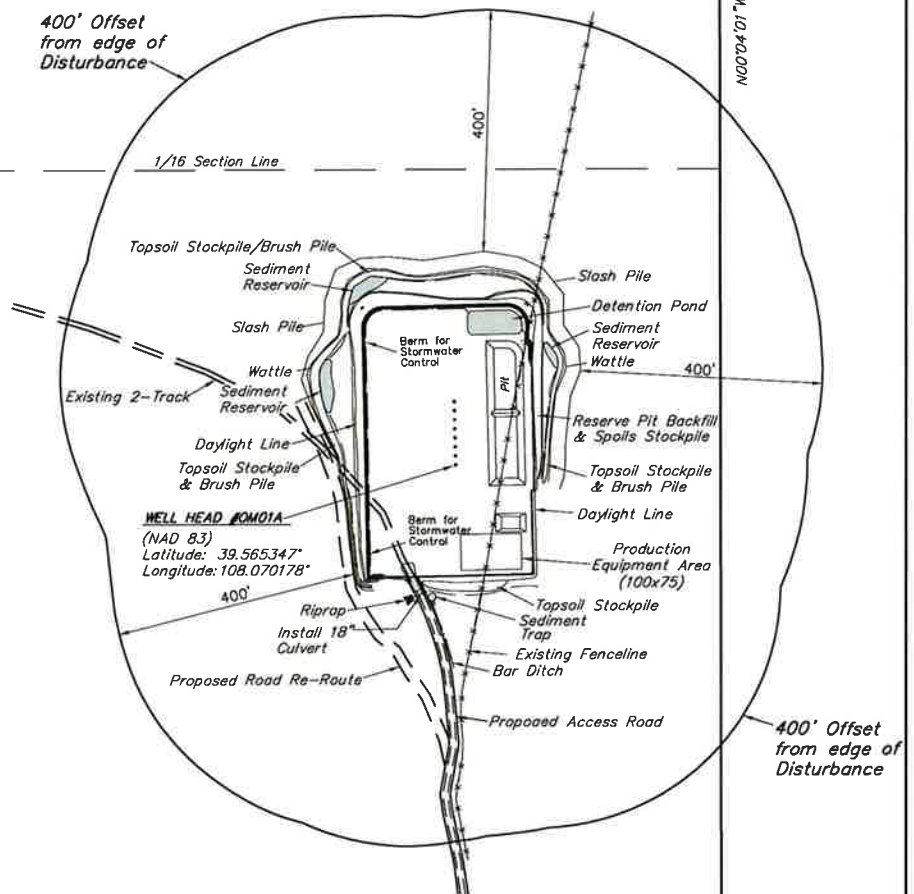 400' Offset
from edge of
Disturbance
N00°04'01"W
400'
1/16 Section Line
Topsoil Stockpile/Brush Pile
Sediment
Reservoir
Slash Pile
Slash Pile
Detention Pond
Sediment
Reservoir
Wattle
Berm for
Stormwater
Control
Pit
400'
Wattle
Existing 2-Track
Sediment
Reservoir
Reserve Pit Backfill
& Spoils Stockpile
Daylight Line
Topsoil Stockpile
& Brush Pile
Topsoil Stockpile
& Brush Pile
Daylight Line
WELL HEAD #OM01A
(NAD 83)
Latitude: 39.565347°
Longitude: 108.070178°
Berm for
Stormwater
Control
Production
Equipment Area
(100x75)
400'
Riprap
Install 18"
Culvert
Topsoil Stockpile
Sediment
Trap
Existing Fenceline
Bar Ditch
Proposed Road Re-Route
Proposed Access Road
400' Offset
from edge of
Disturbance